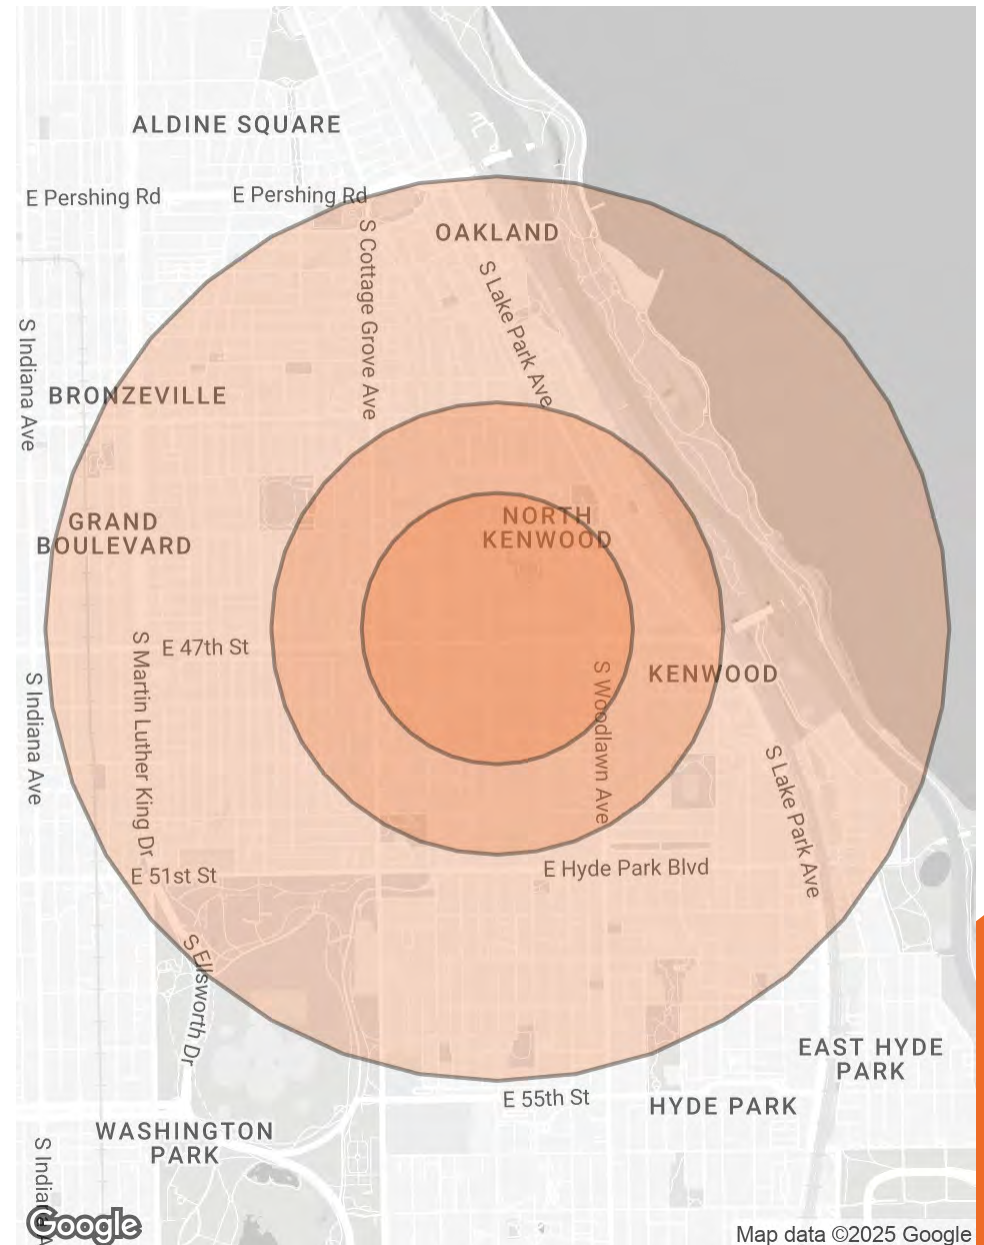 ALDINE SQUARE
E Pershing Rd
E Pershing Rd
OAKLAND
S Cottage Grove Ave
S Lake Park Ave
S Indiana Ave
BRONZEVILLE
GRAND
BOULEVARD
NORTH
KENWOOD
E 47th St
S Martin Luther King Dr
S Indiana Ave
S Woodlawn Ave
KENWOOD
S Lake Park Ave
E Hyde Park Blvd
E 51st St
S Ellsworth Dr
EAST HYDE
PARK
E 55th St
HYDE PARK
WASHINGTON
PARK
S Indiana A
Google
Map data ©2025 Google